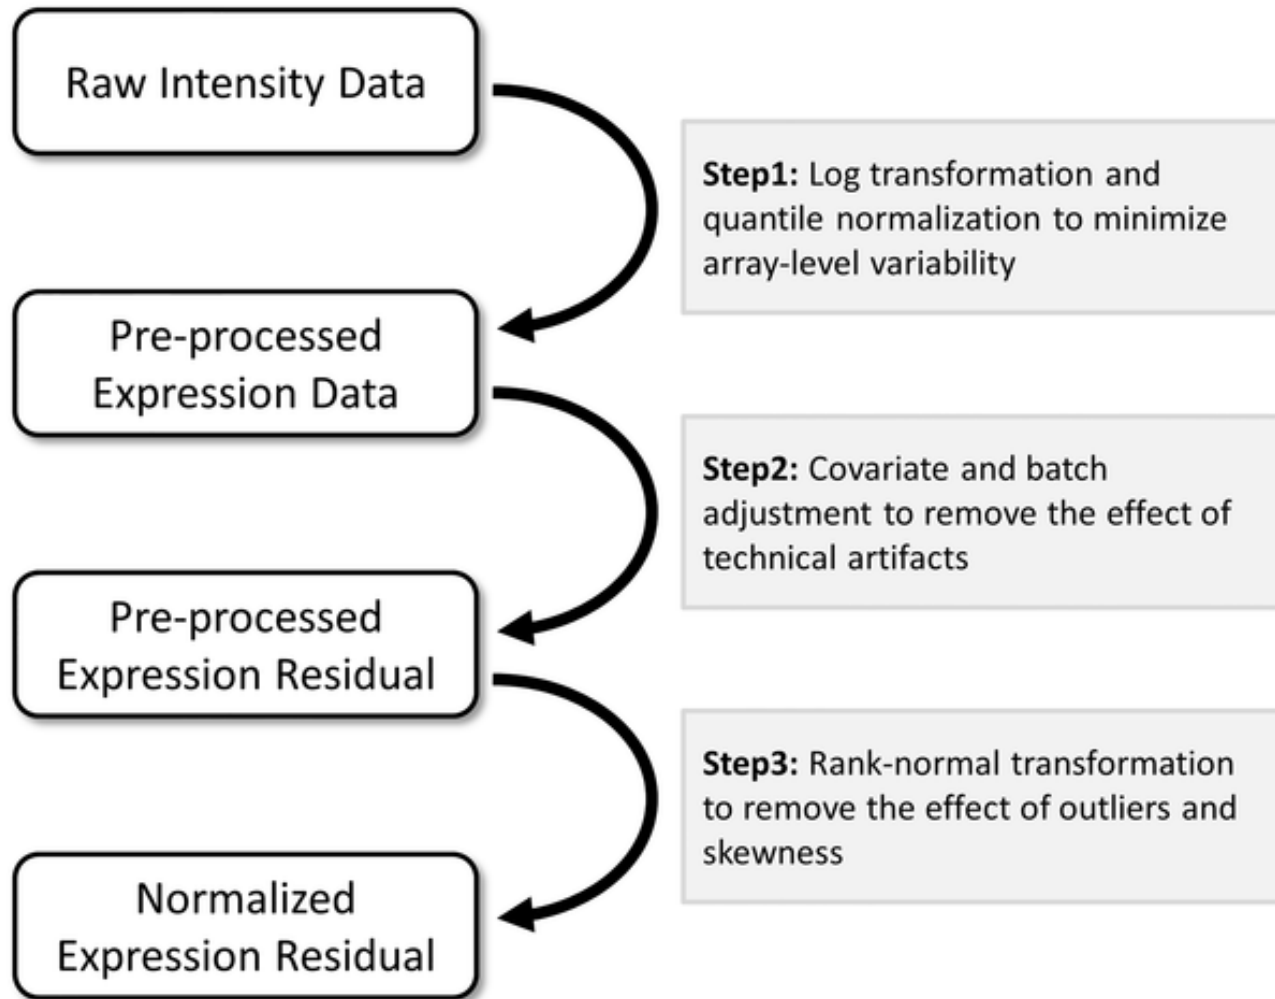 Raw Intensity Data
Step1: Log transformation and
quantile normalization to minimize
array-level variability
Pre-processed
Expression Data
Step2: Covariate and batch
adjustment to remove the effect of
technical artifacts
Pre-processed
Expression Residual
Step3: Rank-normal transformation
to remove the effect of outliers and
skewness
Normalized
Expression Residual